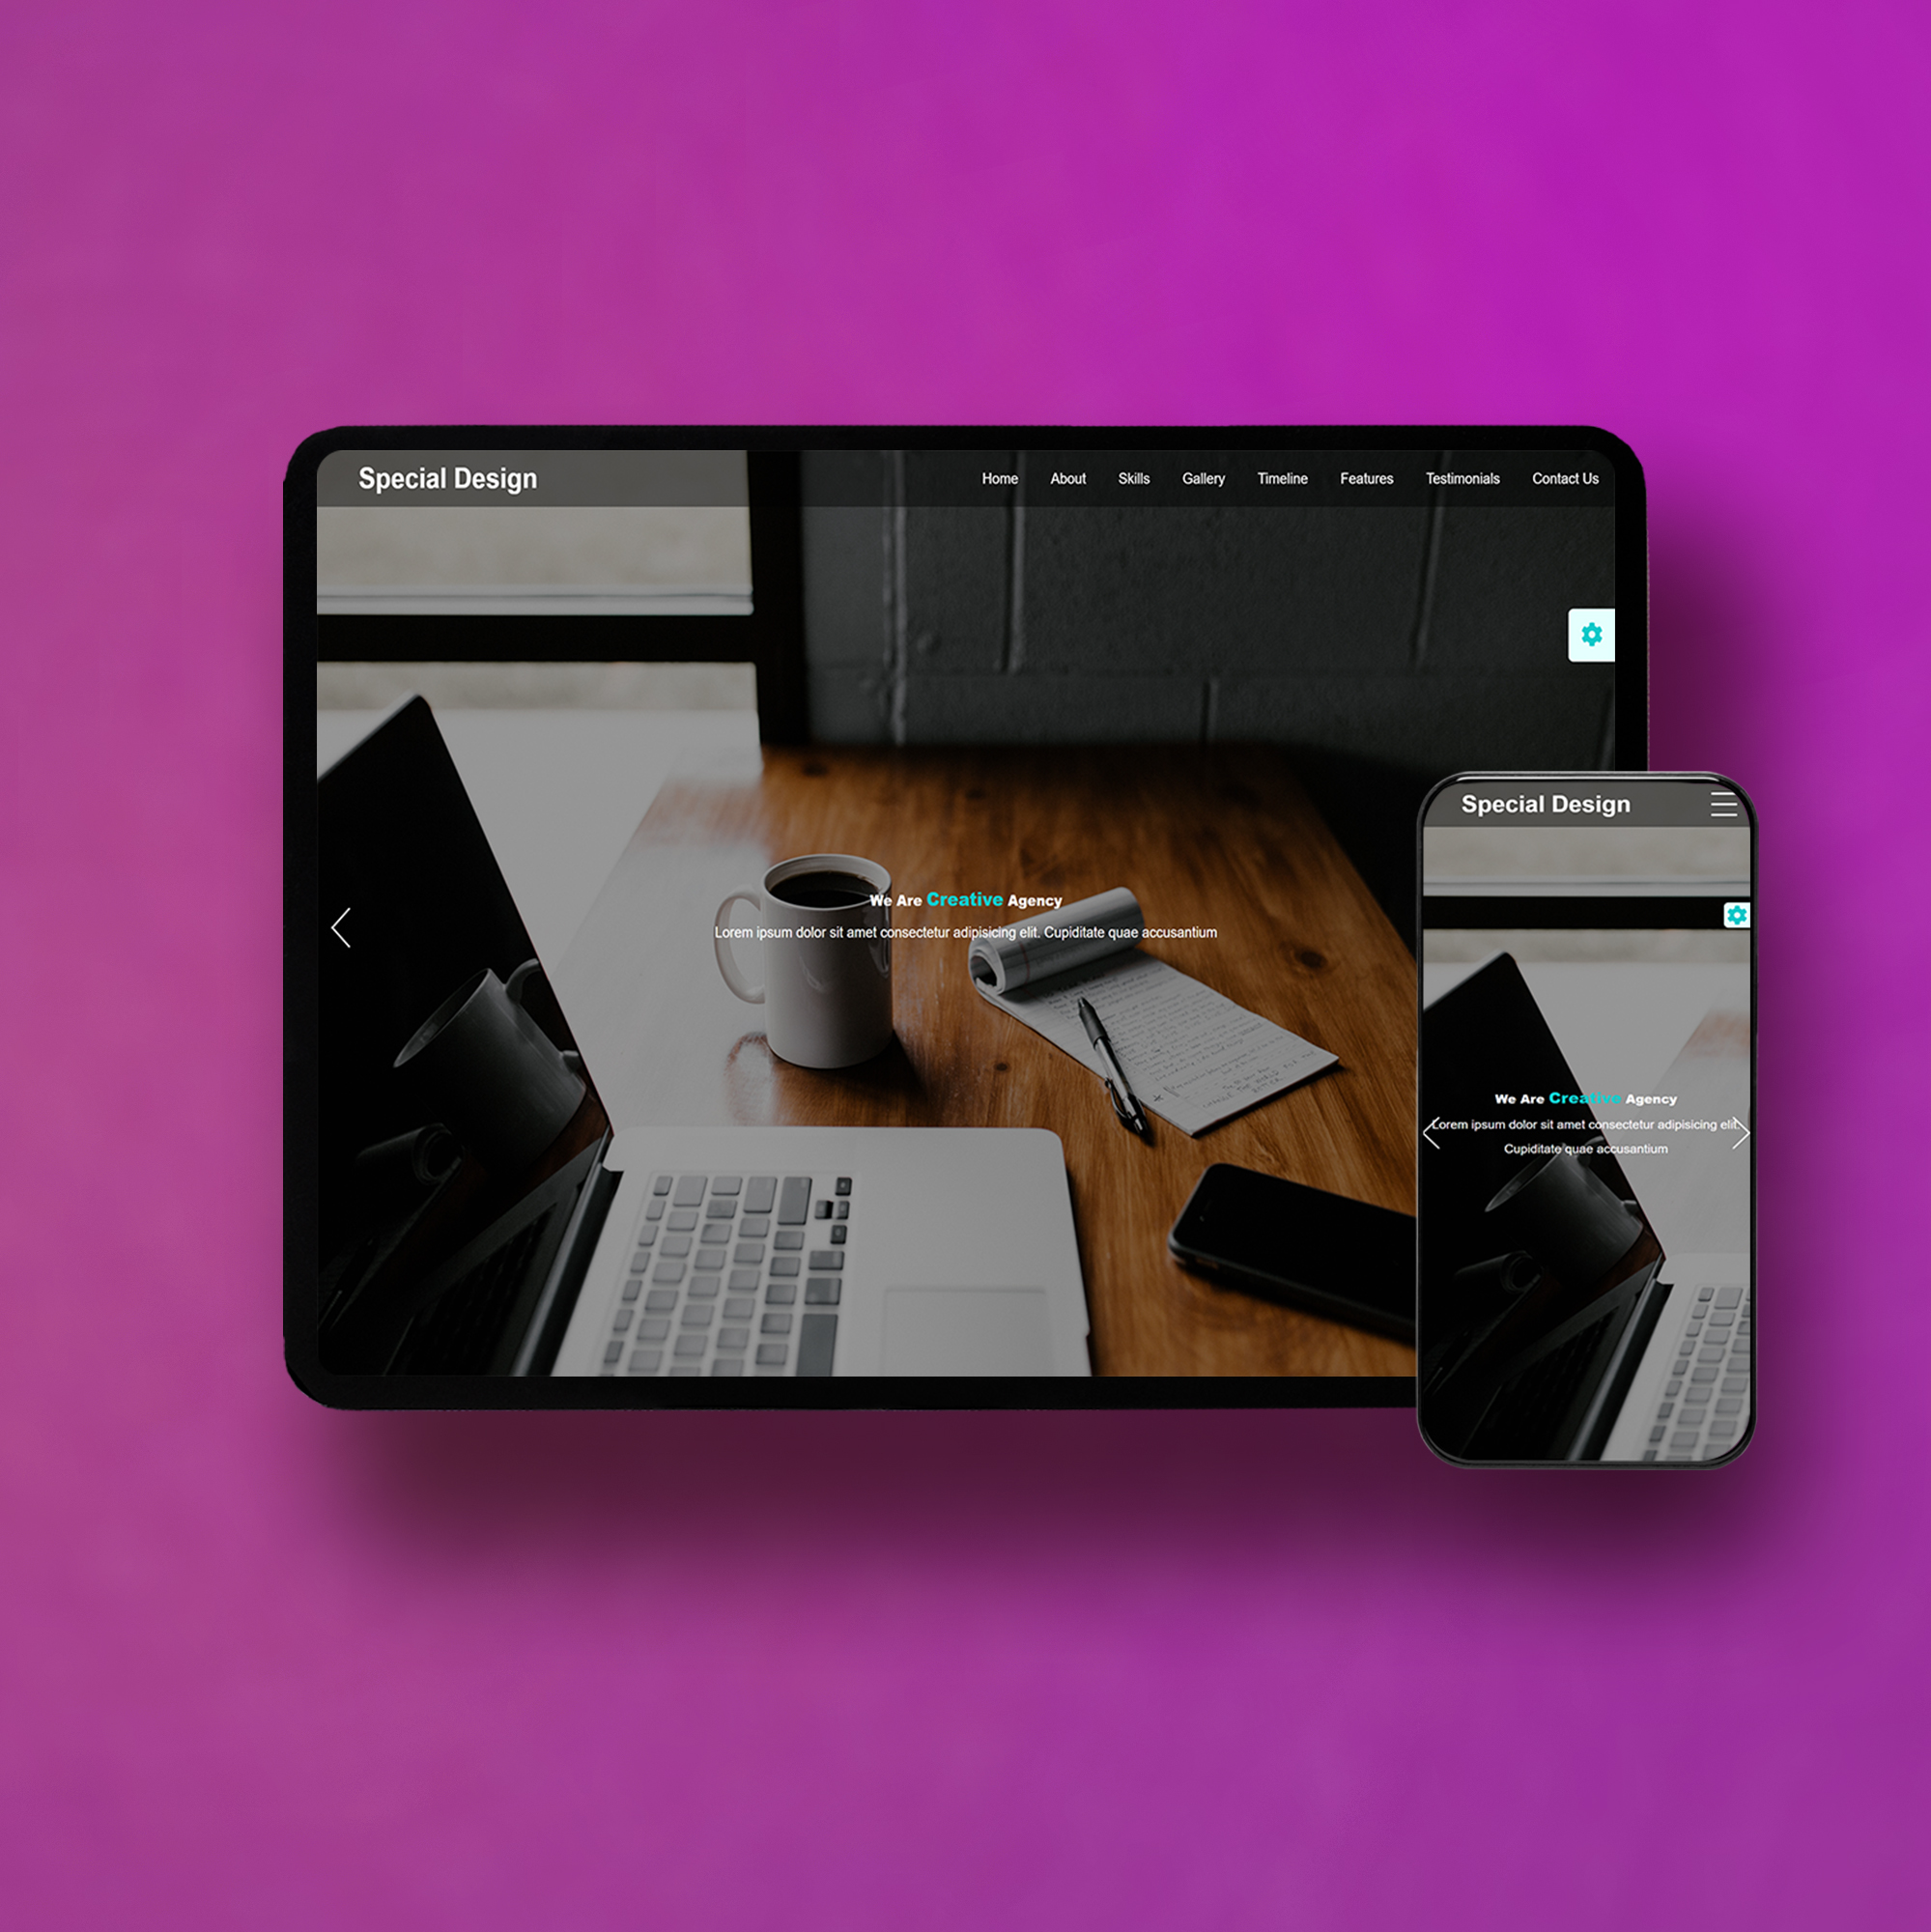 Special Design
Home About Skills Gallery Timeline Features Testimonials Contact Us
We Are Creative Agency
Lorem ipsum dolor sit amet consectetur adipisicing elit. Cupiditate quae accusantium
Special Design
We Are Creative Agency
Lorem ipsum dolor sit amet consectetur adipisicing elit.
Cupiditate quae accusantium